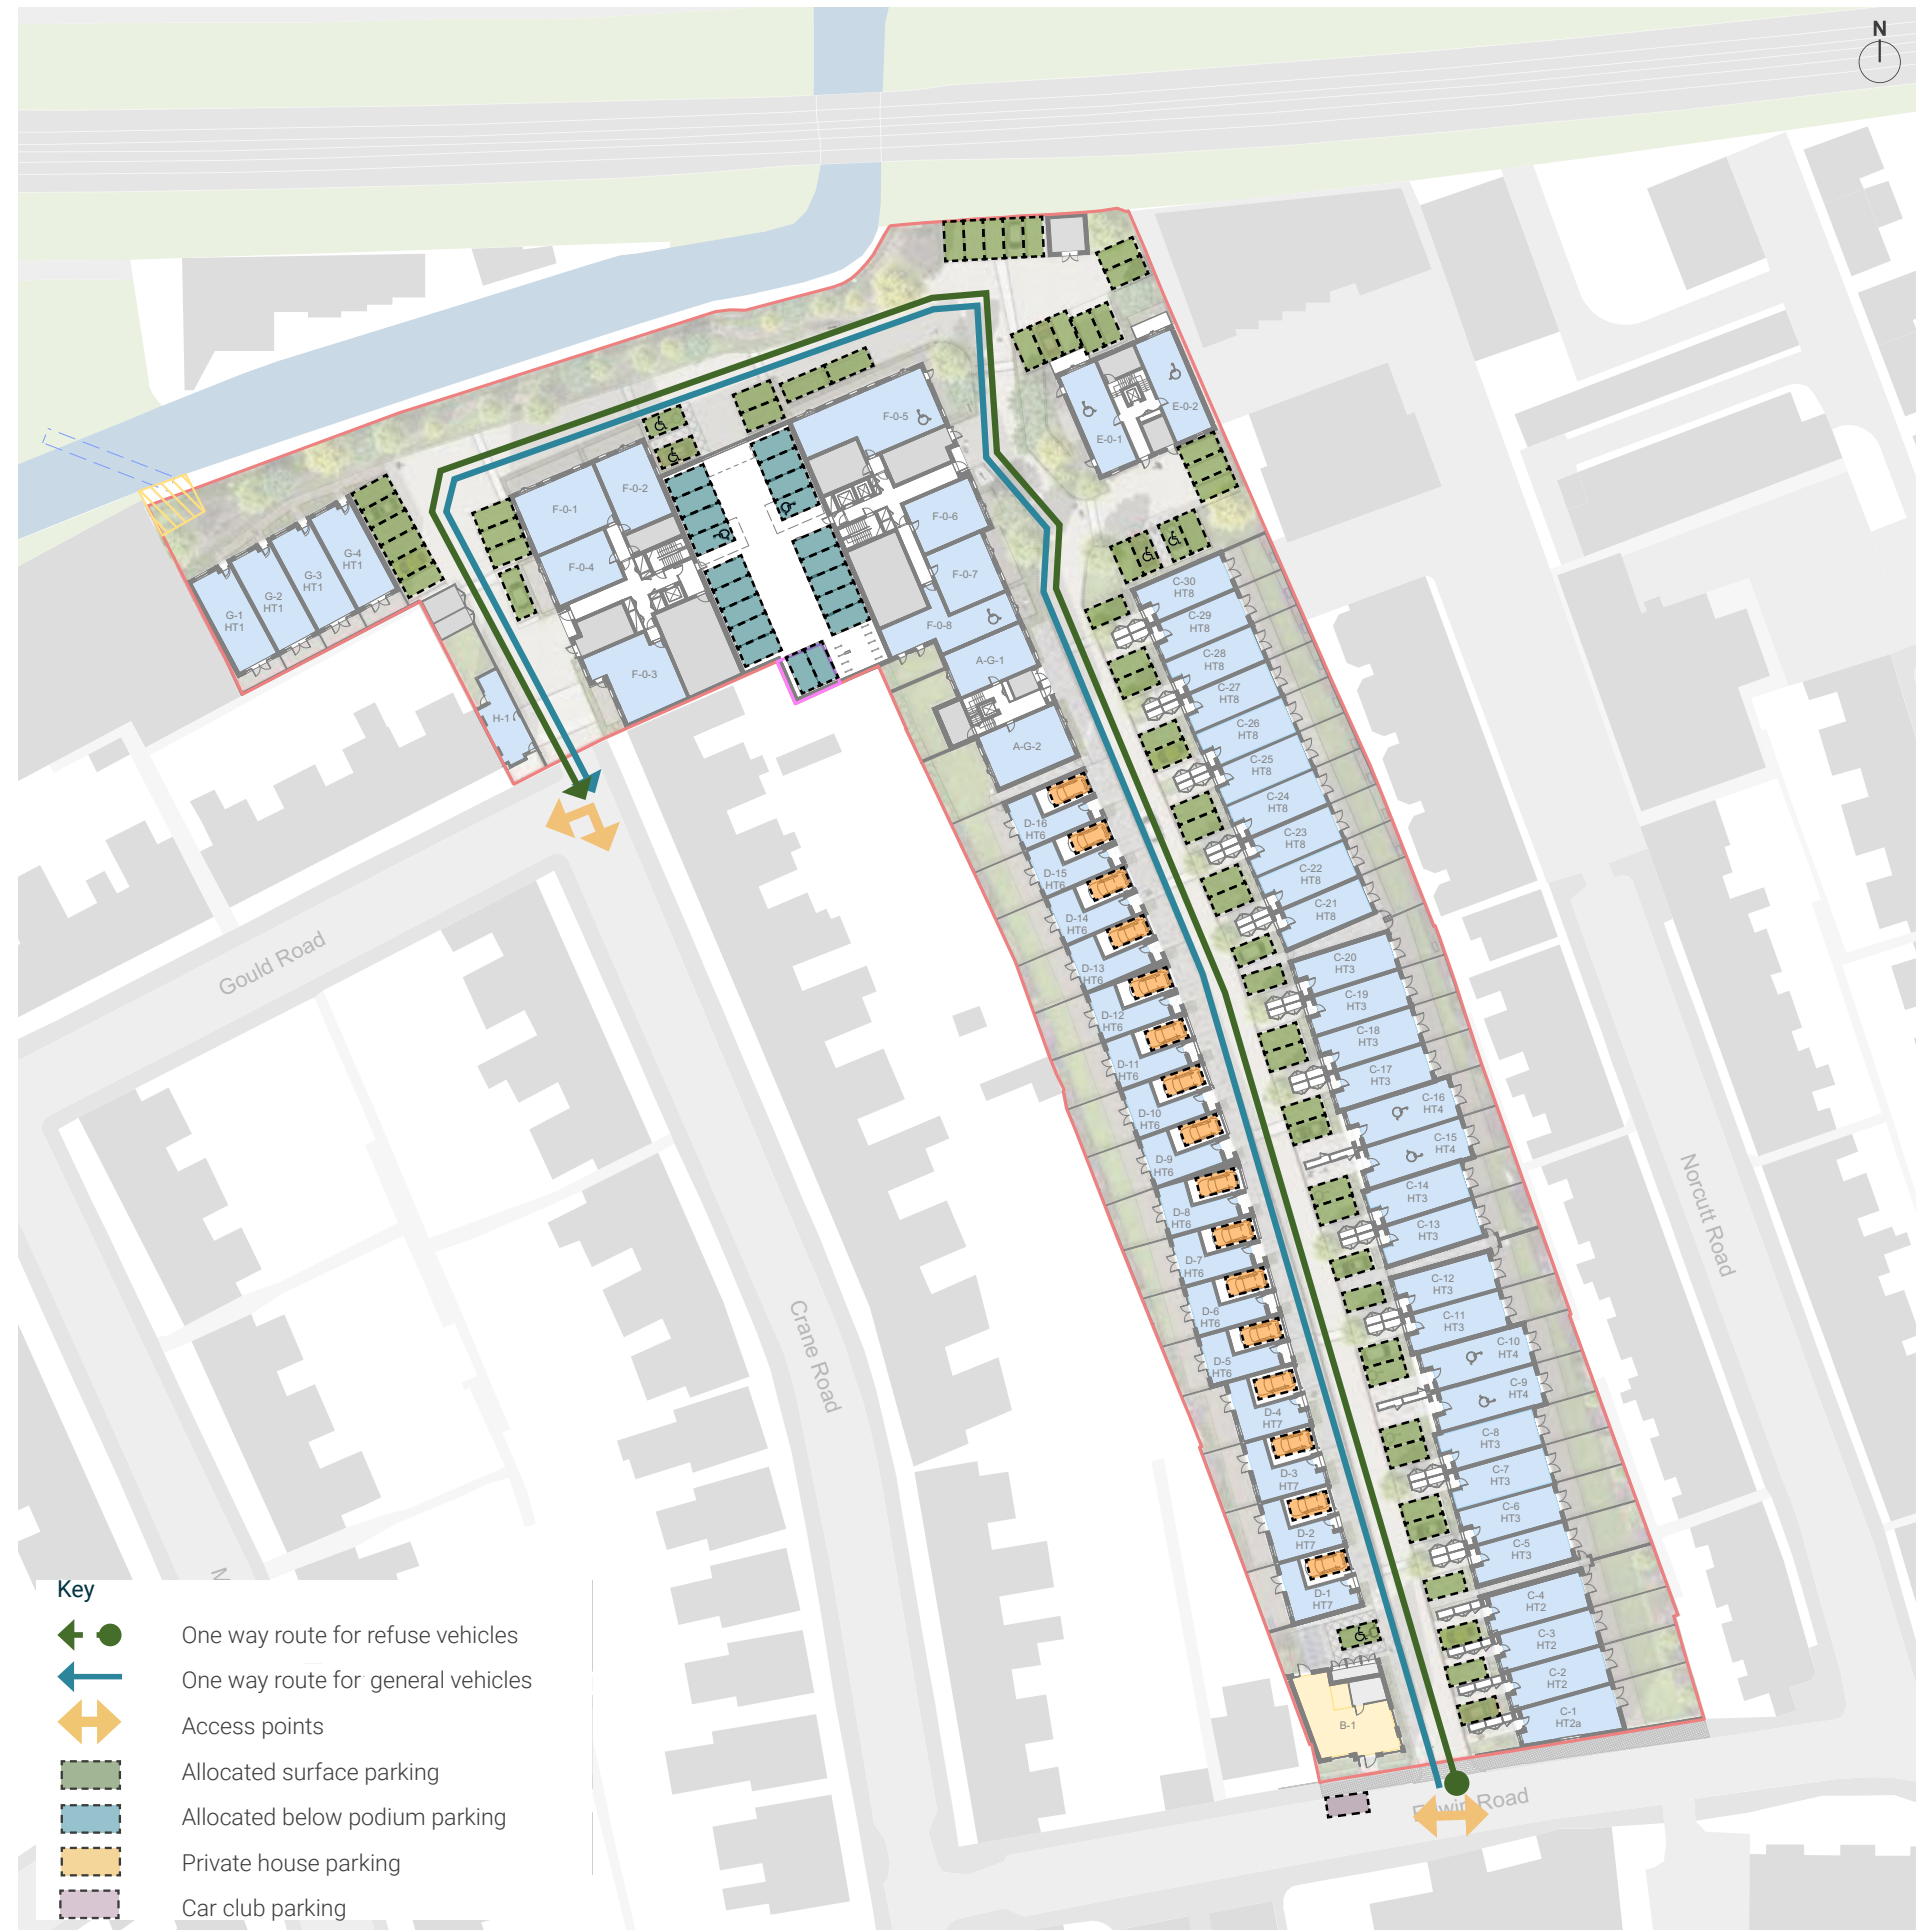 N
F-0-5
E-0-2
E-0-1
F-0-2
F-0-1
F-0-6
F-0-4
F-0-7
F-0-8
F-0-3
A-G-1
A-G-2
G-4
HT1
G-3
HT1
G-2
HT1
G-1
HT1
H-1
C-30
HT8
C-29
HT8
C-28
HT8
C-27
HT8
C-26
HT8
C-25
HT8
C-24
HT8
C-23
HT8
C-22
HT8
C-21
HT8
C-20
HT3
C-19
HT3
C-18
HT3
C-17
HT3
C-16
HT4
C-15
HT4
C-14
HT3
C-13
HT3
C-12
HT3
C-11
HT3
C-10
HT4
C-9
HT4
C-8
HT3
C-7
HT3
C-6
HT3
C-5
HT3
C-4
HT2
C-3
HT2
C-2
HT2
C-1
HT2a
D-16
HT6
D-15
HT6
D-14
HT6
D-13
HT6
D-12
HT6
D-11
HT6
D-10
HT6
D-9
HT6
D-8
HT6
D-7
HT6
D-6
HT6
D-5
HT6
D-4
HT7
D-3
HT7
D-2
HT7
D-1
HT7
B-1
Gould Road
Crane Road
Norcutt Road
Road
Key
One way route for refuse vehicles
One way route for general vehicles
Access points
Allocated surface parking
Allocated below podium parking
Private house parking
Car club parking